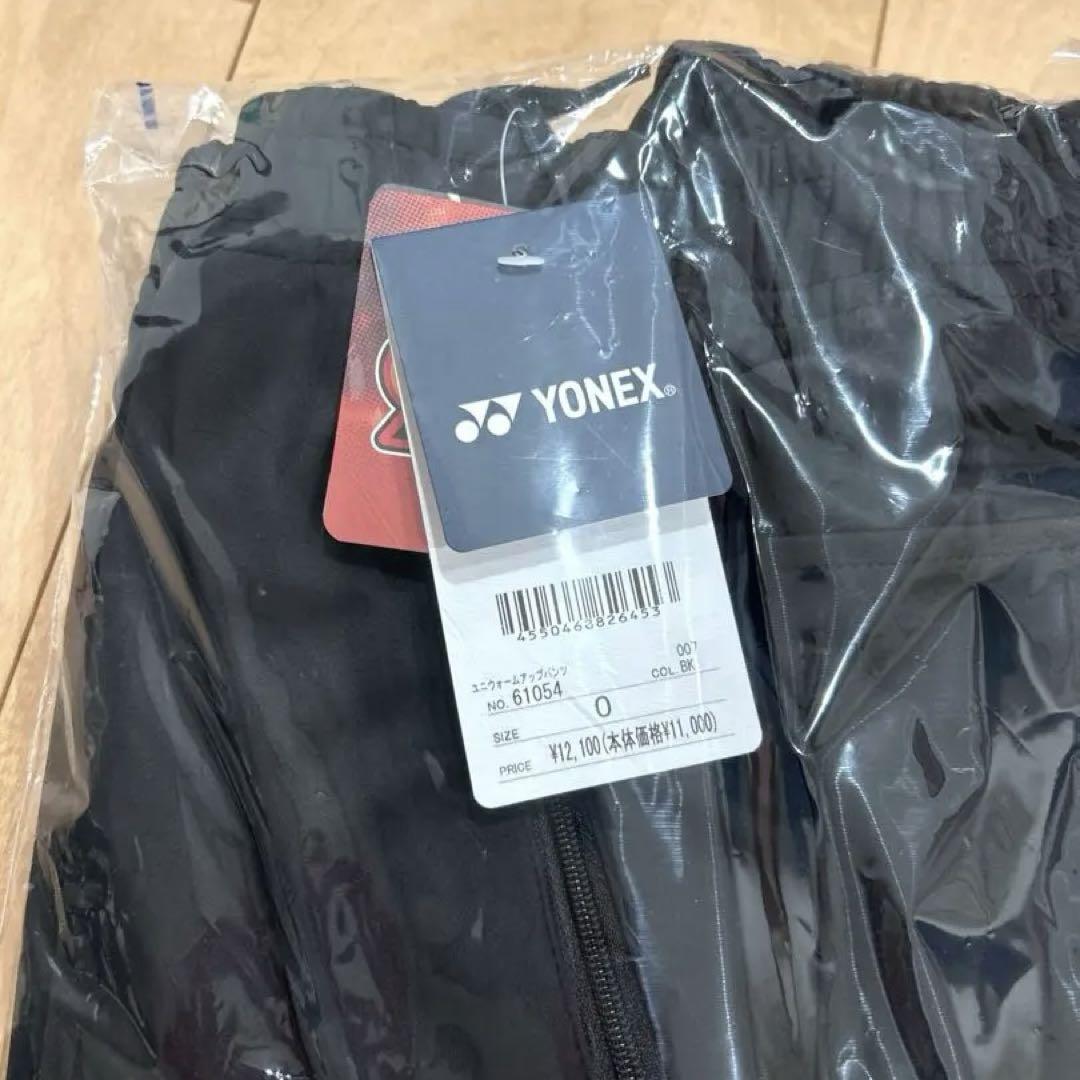 YONEX®
4550463826453
ユニウォームアップパンツ
007
NO. 61054
COL. BK
SIZE
O
PRICE
¥12,100(本体価格¥11,000)